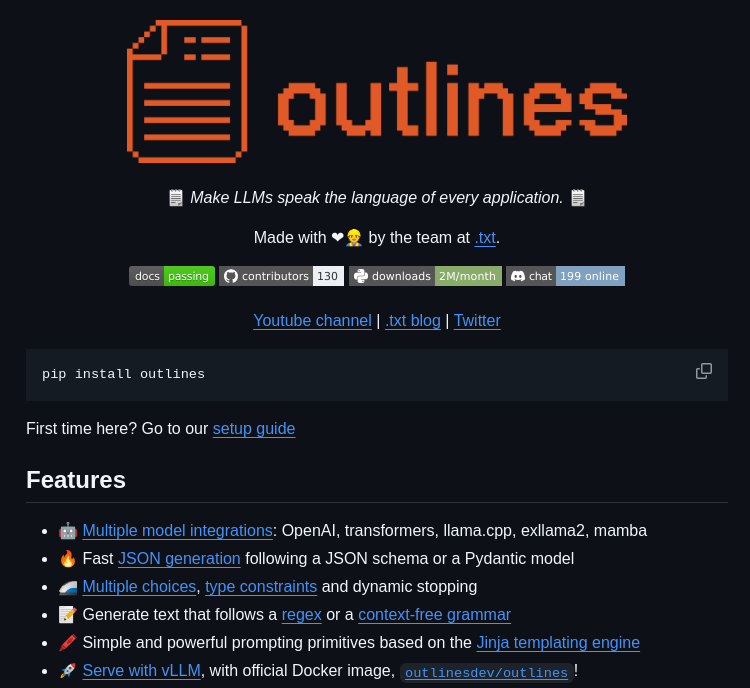 outlines
🗒️ Make LLMs speak the language of every application. 🗒️
Made with ❤👷 by the team at .txt.
docs passing contributors 130 downloads 2M/month chat 199 online
Youtube channel | .txt blog | Twitter
pip install outlines
First time here? Go to our setup guide
Features
• 🤖 Multiple model integrations: OpenAI, transformers, llama.cpp, exllama2, mamba
• 🔥 Fast JSON generation following a JSON schema or a Pydantic model
• 🌊 Multiple choices, type constraints and dynamic stopping
• 📝 Generate text that follows a regex or a context-free grammar
• 🖍️ Simple and powerful prompting primitives based on the Jinja templating engine
• 🚀 Serve with vLLM, with official Docker image, outlinesdev/outlines!